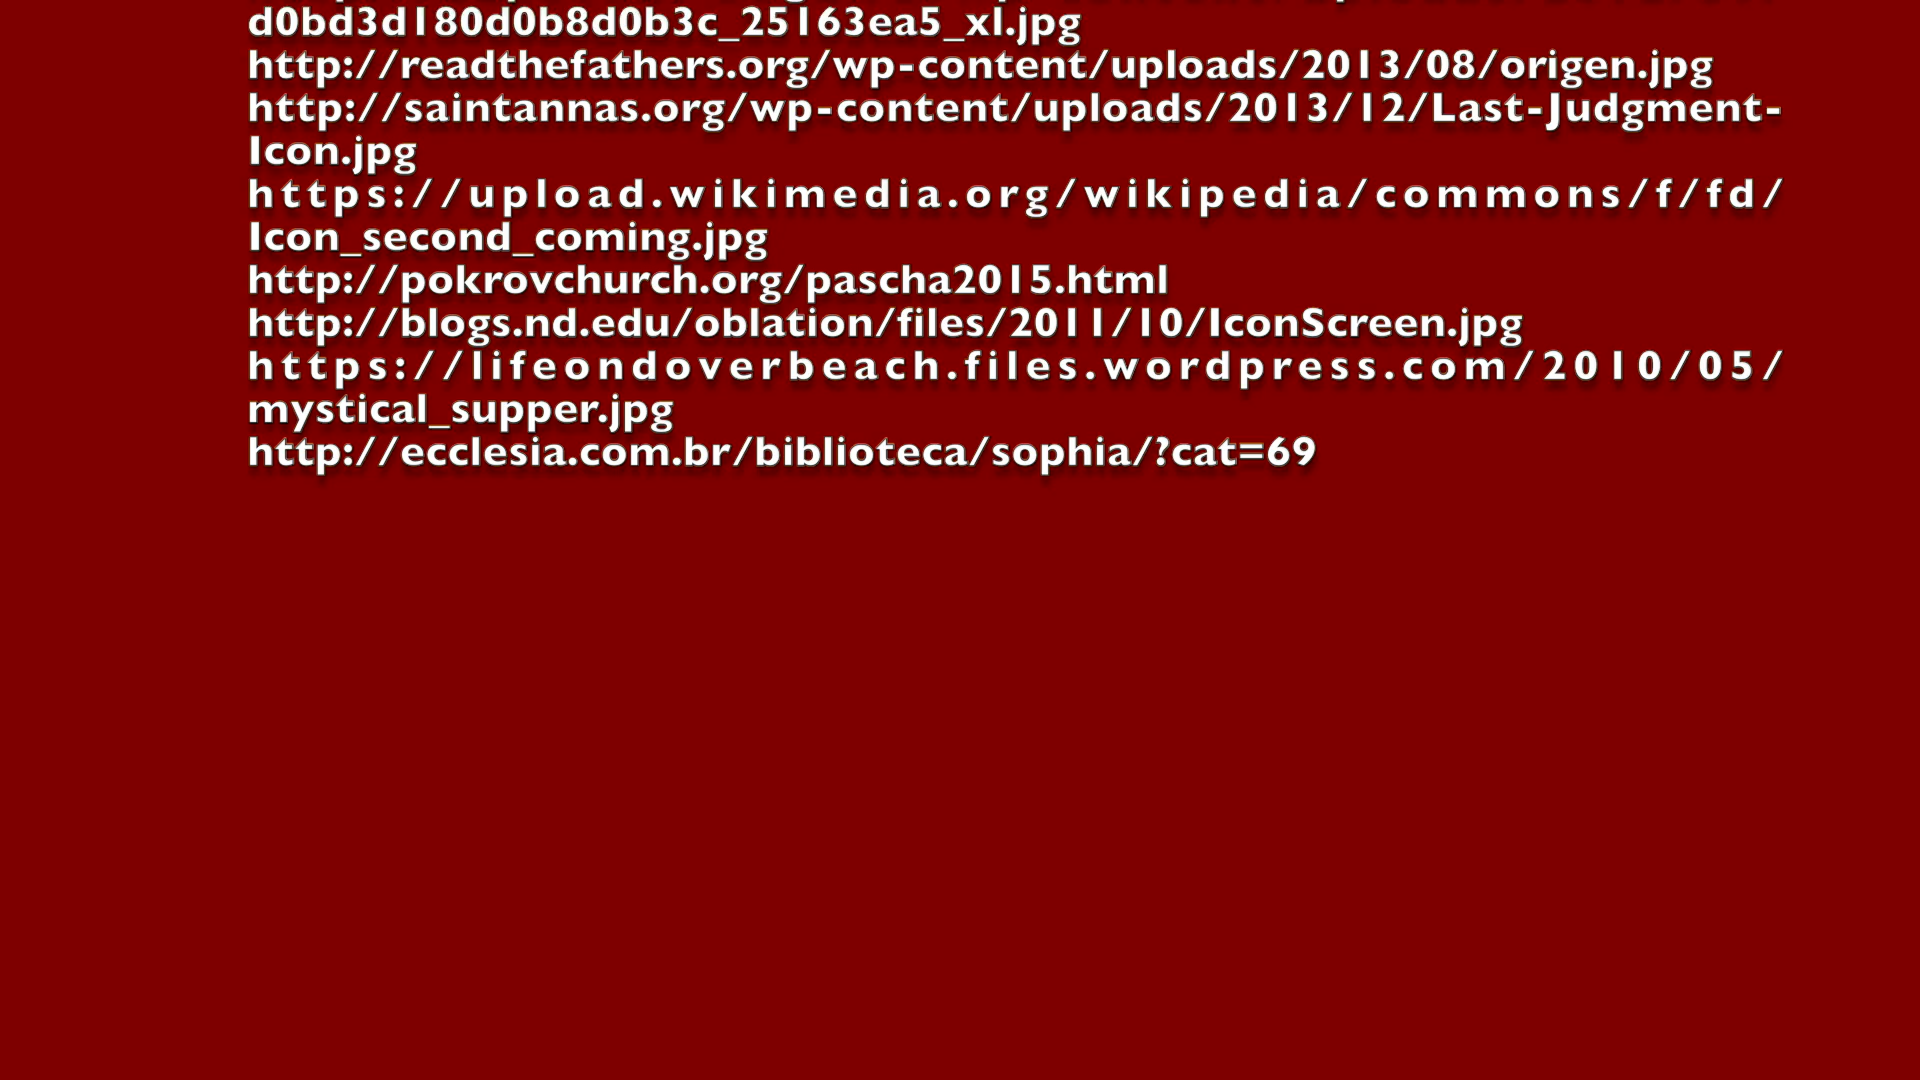 d0bd3d180d0b8d0b3c_25163ea5_xl.jpg
http://readthefathers.org/wp-content/uploads/2013/08/origen.jpg
http://saintannas.org/wp-content/uploads/2013/12/Last-Judgment-
Icon.jpg
https://upload.wikimedia.org/wikipedia/commons/f/fd/
Icon_second_coming.jpg
http://pokrovchurch.org/pascha2015.html
http://blogs.nd.edu/oblation/files/2011/10/IconScreen.jpg
https://lifeondoverbeach.files.wordpress.com/2010/05/
mystical_supper.jpg
http://ecclesia.com.br/biblioteca/sophia/?cat=69